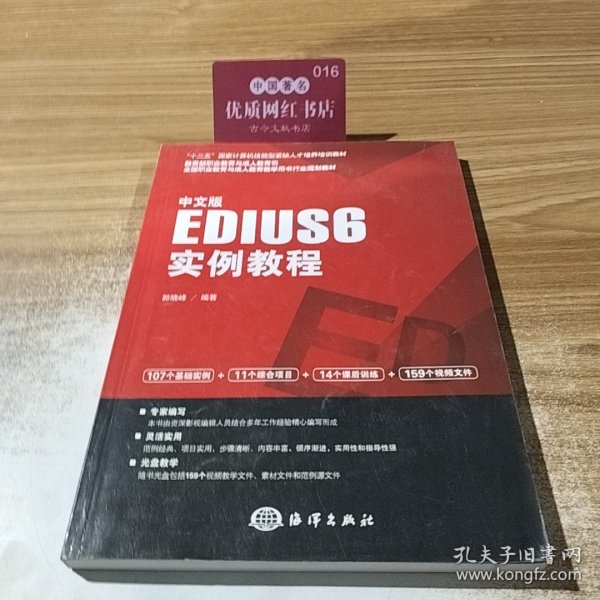 016
中国著名
优质网红书店
古今文献书店
"十二五"国家计算机技能型紧缺人才培养培训教材
教育部职业教育与成人教育司
全国职业教育与成人教育教学用书行业规划教材
中文版
EDIUS6
实例教程
郭晓峰/编著
ED
107个基础实例+11个综合项目+14个课后训练+159个视频文件
专家编写
本书由资深影视编辑人员结合多年工作经验精心编写而成
灵活实用
范例经典、项目实用、步骤清晰、内容丰富、循序渐进,实用性和指导性强
光盘教学
随书光盘包括159个视频教学文件、素材文件和范例源文件
海洋出版社
孔夫子旧书网
www.kongfz.com